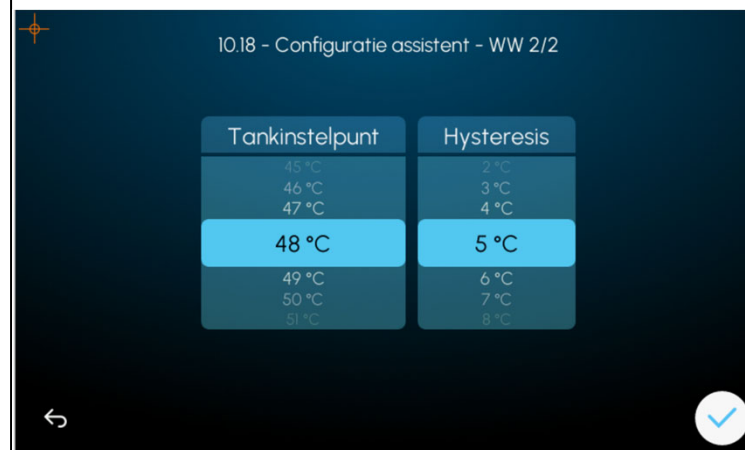 10.18 - Configuratie assistent - WW 2/2
Tankinstelpunt Hysteresis
45 °C 2 °C
46 °C 3 °C
47 °C 4 °C
48 °C 5 °C
49 °C 6 °C
50 °C 7 °C
51 °C 8 °C